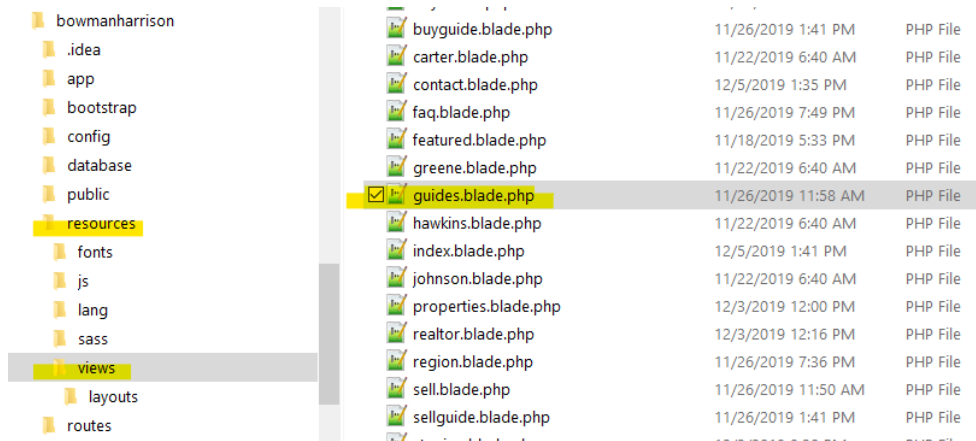 bowmanharrison
.idea
app
bootstrap
config
database
public
resources
fonts
js
lang
sass
views
layouts
routes
buyguide.blade.php 11/26/2019 1:41 PM PHP File
carter.blade.php 11/22/2019 6:40 AM PHP File
contact.blade.php 12/5/2019 1:35 PM PHP File
faq.blade.php 11/26/2019 7:49 PM PHP File
featured.blade.php 11/18/2019 5:33 PM PHP File
greene.blade.php 11/22/2019 6:40 AM PHP File
guides.blade.php 11/26/2019 11:58 AM PHP File
hawkins.blade.php 11/22/2019 6:40 AM PHP File
index.blade.php 12/5/2019 1:41 PM PHP File
johnson.blade.php 11/22/2019 6:40 AM PHP File
properties.blade.php 12/3/2019 12:00 PM PHP File
realtor.blade.php 12/3/2019 12:16 PM PHP File
region.blade.php 11/26/2019 7:36 PM PHP File
sell.blade.php 11/26/2019 11:50 AM PHP File
sellguide.blade.php 11/26/2019 1:41 PM PHP File